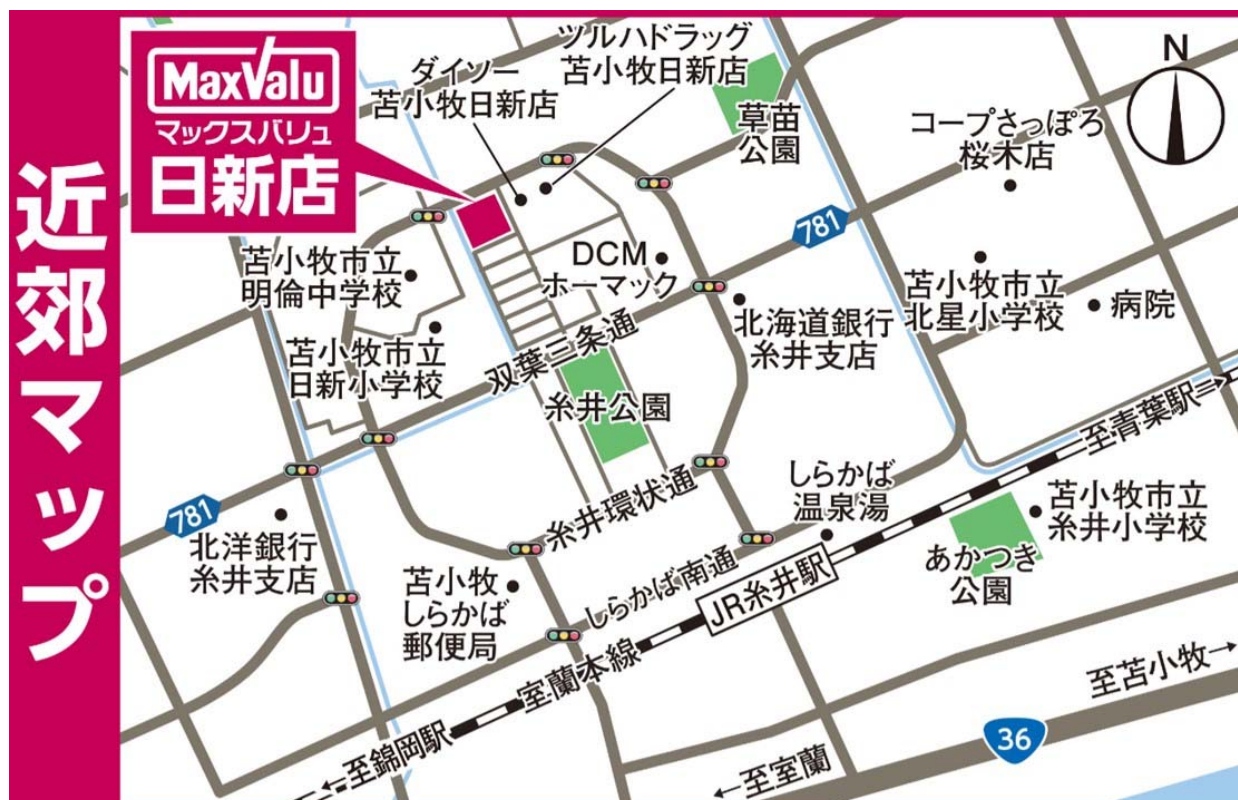 近郊マップ
MaxValu
マックスバリュ
日新店
ダイソー
苫小牧日新店
ツルハドラッグ
苫小牧日新店
草苗
公園
N
コープさっぽろ
桜木店
781
苫小牧市立
明倫中学校
DCM
ホーマック
苫小牧市立
北星小学校
病院
北海道銀行
糸井支店
苫小牧市立
日新小学校
双葉三条通
糸井公園
至青葉駅
781
北洋銀行
糸井支店
糸井環状通
しらかば
温泉湯
苫小牧市立
糸井小学校
あかつき
公園
苫小牧
しらかば
郵便局
しらかば南通
JR糸井駅
室蘭本線
←至錦岡駅
至苫小牧→
36
←至室蘭